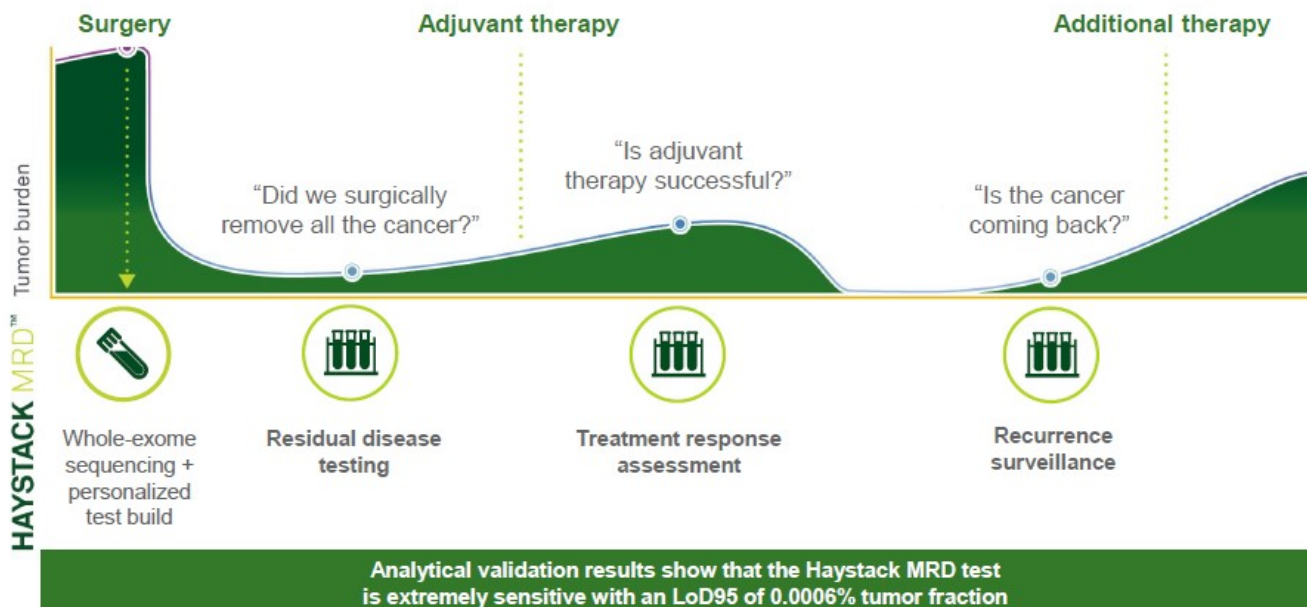 Surgery
Adjuvant therapy
Additional therapy
Tumor burden
“Did we surgically
remove all the cancer?”
“Is adjuvant
therapy successful?”
“Is the cancer
coming back?”
HAYSTACK MRD™
Whole-exome
sequencing +
personalized
test build
Residual disease
testing
Treatment response
assessment
Recurrence
surveillance
Analytical validation results show that the Haystack MRD test
is extremely sensitive with an LoD95 of 0.0006% tumor fraction